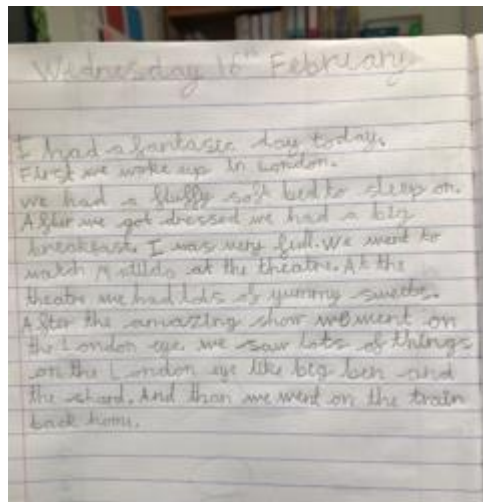 Wednesday 16th February
I had a fantasic day today.
First we woke up in London.
we had a fluffy soft bed to sleep on.
After we got dressed we had a big
breakeast. I was very full. We went to
watch Matilda at the theatre. At the
theatre we had lots of yummy sweets.
After the amazing show we went on
the London eye we saw lots of things
on the London eye like big ben and
the shard. And than we went on the train
back home.